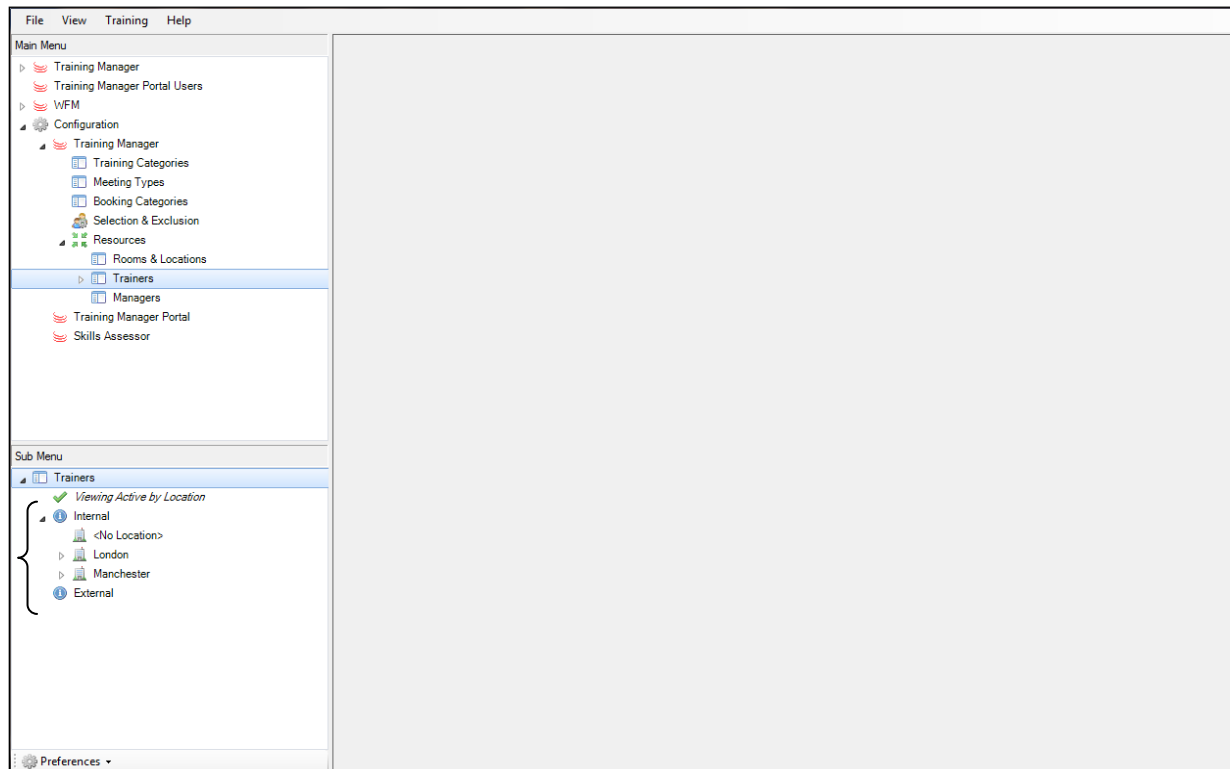 File View Training Help
Main Menu
Training Manager
Training Manager Portal Users
WFM
Configuration
Training Manager
Training Categories
Meeting Types
Booking Categories
Selection & Exclusion
Resources
Rooms & Locations
Trainers
Managers
Training Manager Portal
Skills Assessor
Sub Menu
Trainers
Viewing Active by Location
Internal
<No Location>
London
Manchester
External
Preferences